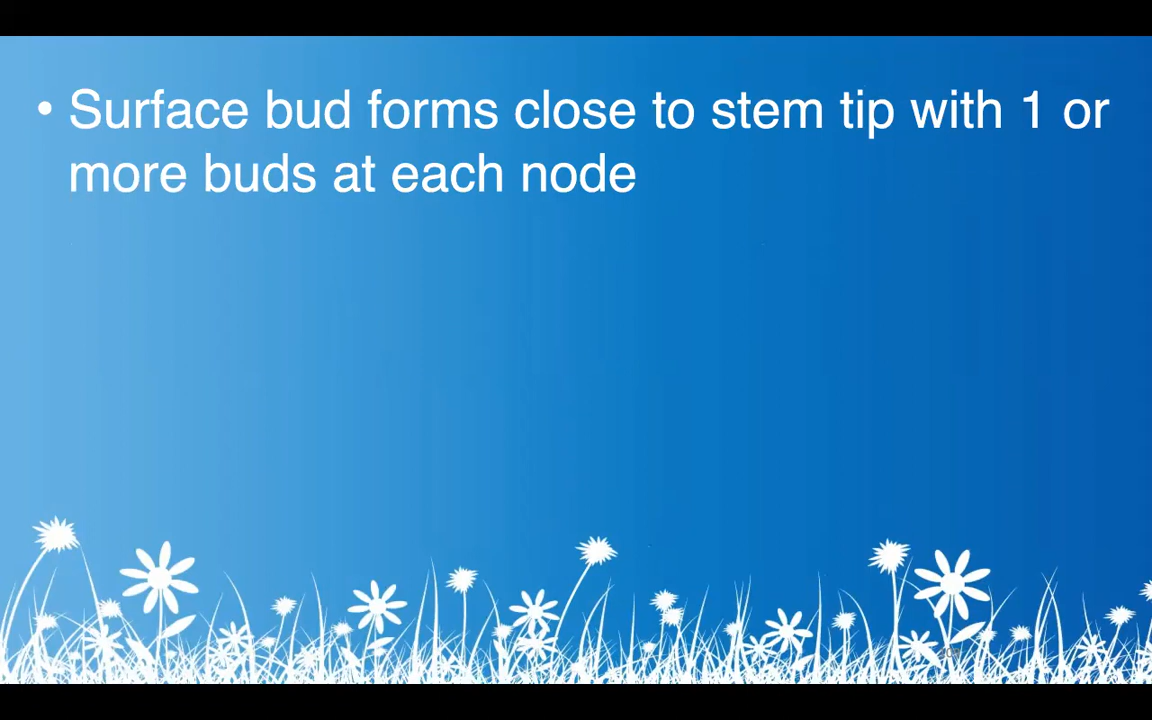 • Surface bud forms close to stem tip with 1 or
more buds at each node